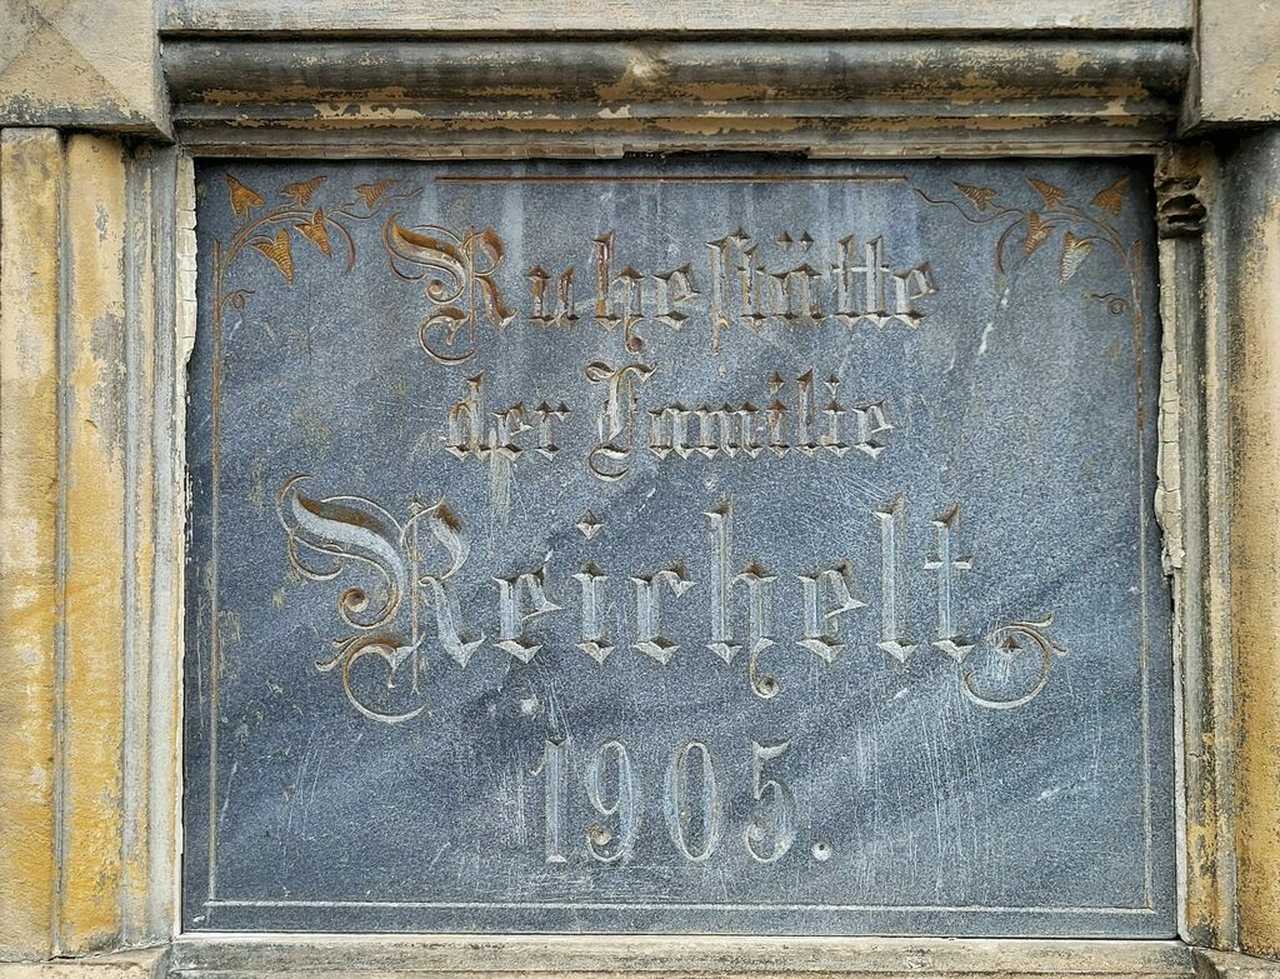 Ruhestätte
der Familie
Reichelt.
1905.